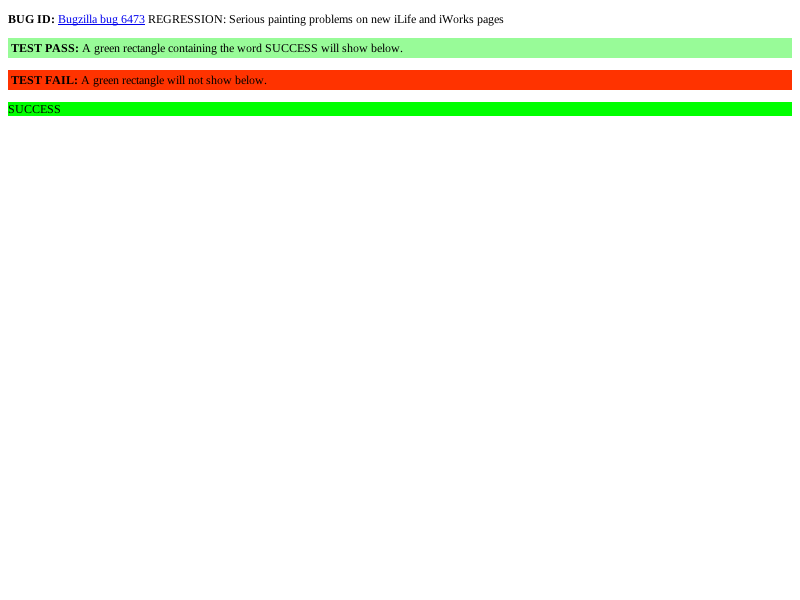 BUG ID: Bugzilla bug 6473 REGRESSION: Serious painting problems on new iLife and iWorks pages
TEST PASS: A green rectangle containing the word SUCCESS will show below.
TEST FAIL: A green rectangle will not show below.
SUCCESS